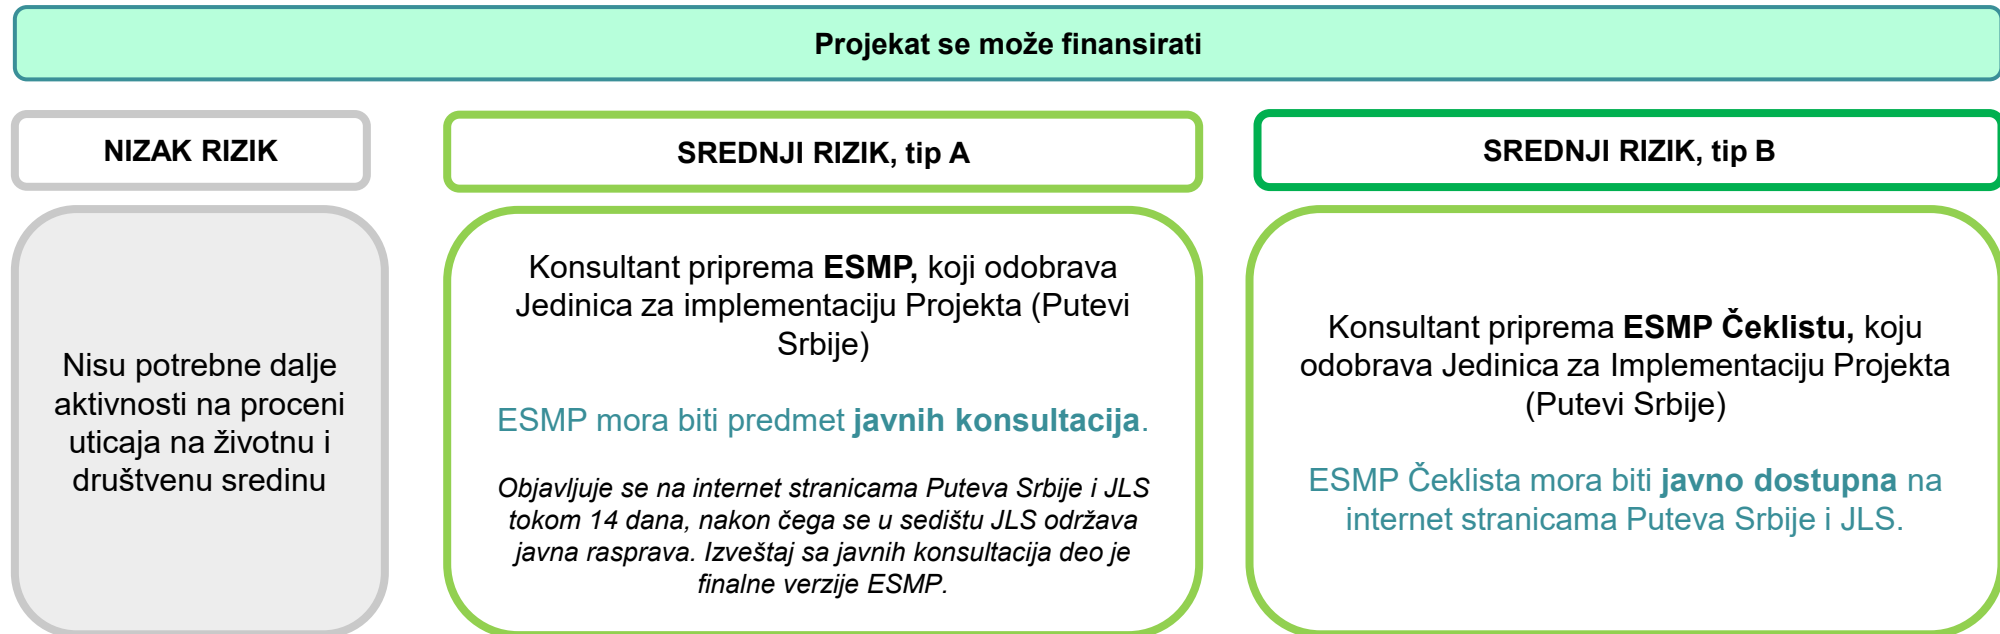 Projekat se može finansirati
NIZAK RIZIK
SREDNJI RIZIK, tip A
SREDNJI RIZIK, tip B
Nisu potrebne dalje
aktivnosti na proceni
uticaja na životnu i
društvenu sredinu
Konsultant priprema ESMP, koji odobrava
Jedinica za implementaciju Projekta (Putevi
Srbije)
ESMP mora biti predmet javnih konsultacija.
Objavljuje se na internet stranicama Puteva Srbije i JLS
tokom 14 dana, nakon čega se u sedištu JLS održava
javna rasprava. Izveštaj sa javnih konsultacija deo je
finalne verzije ESMP.
Konsultant priprema ESMP Čeklistu, koju
odobrava Jedinica za Implementaciju Projekta
(Putevi Srbije)
ESMP Čeklista mora biti javno dostupna na
internet stranicama Puteva Srbije i JLS.